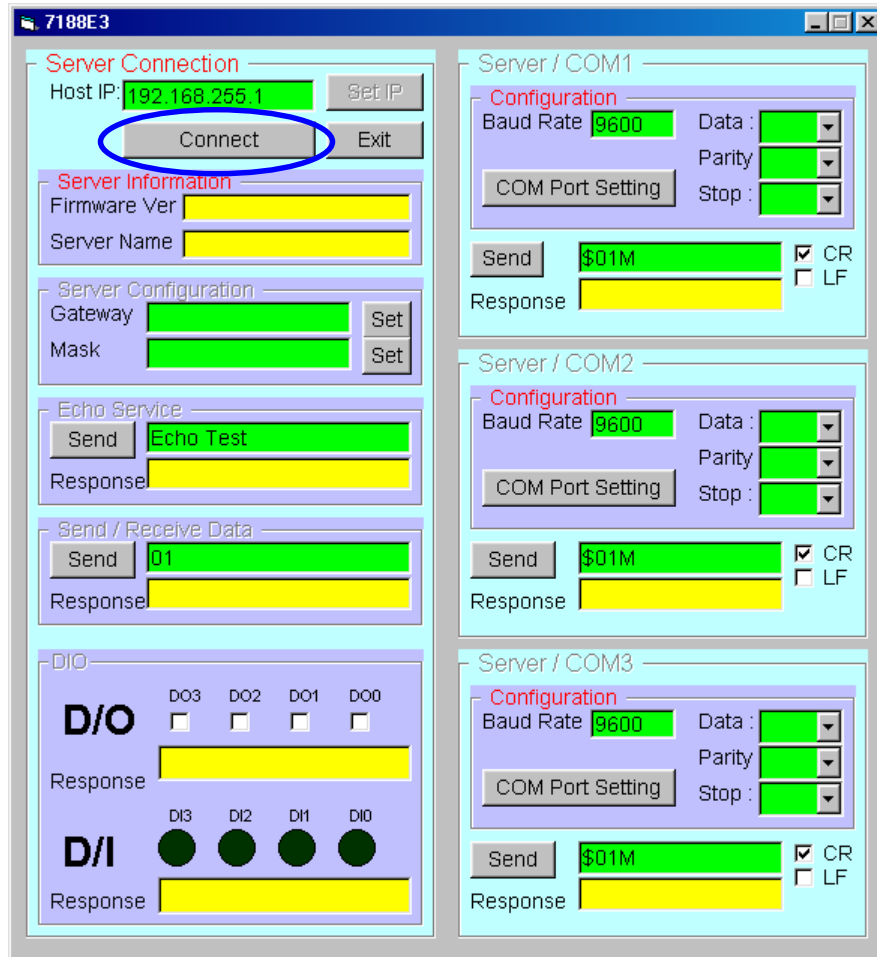 7188E3
Server Connection
Host IP: 192.168.255.1 Set IP
Connect Exit
Server Information
Firmware Ver
Server Name
Server Configuration
Gateway Set
Mask Set
Echo Service
Send Echo Test
Response
Send / Receive Data
Send 01
Response
DIO
DO3 DO2 DO1 DO0
D/O
Response
DI3 DI2 DI1 DI0
D/I
Response
Server / COM1
Configuration
Baud Rate 9600 Data :
Parity
COM Port Setting Stop :
Send $01M CR
LF
Response
Server / COM2
Configuration
Baud Rate 9600 Data :
Parity
COM Port Setting Stop :
Send $01M CR
LF
Response
Server / COM3
Configuration
Baud Rate 9600 Data :
Parity
COM Port Setting Stop :
Send $01M CR
LF
Response